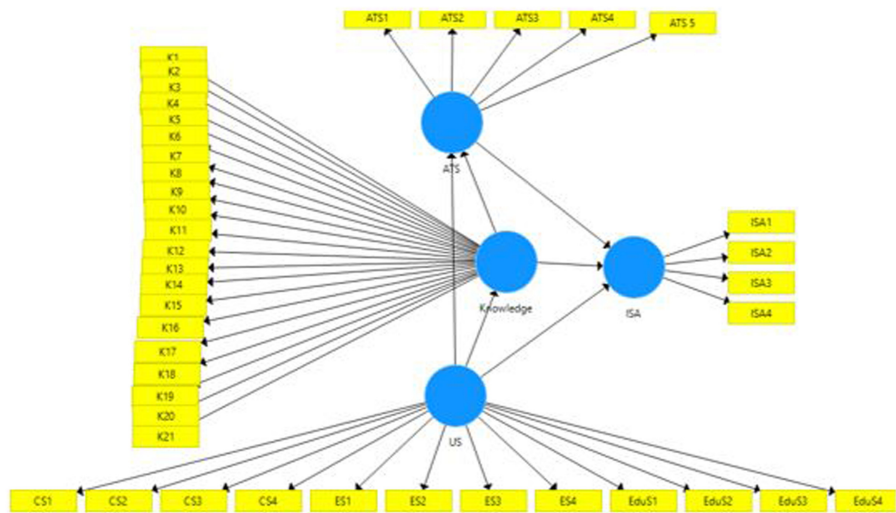 ATS1
ATS2
ATS3
ATS4
ATS 5
K1
K2
K3
K4
K5
K6
K7
K8
K9
K10
K11
K12
K13
K14
K15
K16
K17
K18
K19
K20
K21
ATS
Knowledge
ISA
ISA1
ISA2
ISA3
ISA4
US
CS1
CS2
CS3
CS4
ES1
ES2
ES3
ES4
EduS1
EduS2
EduS3
EduS4